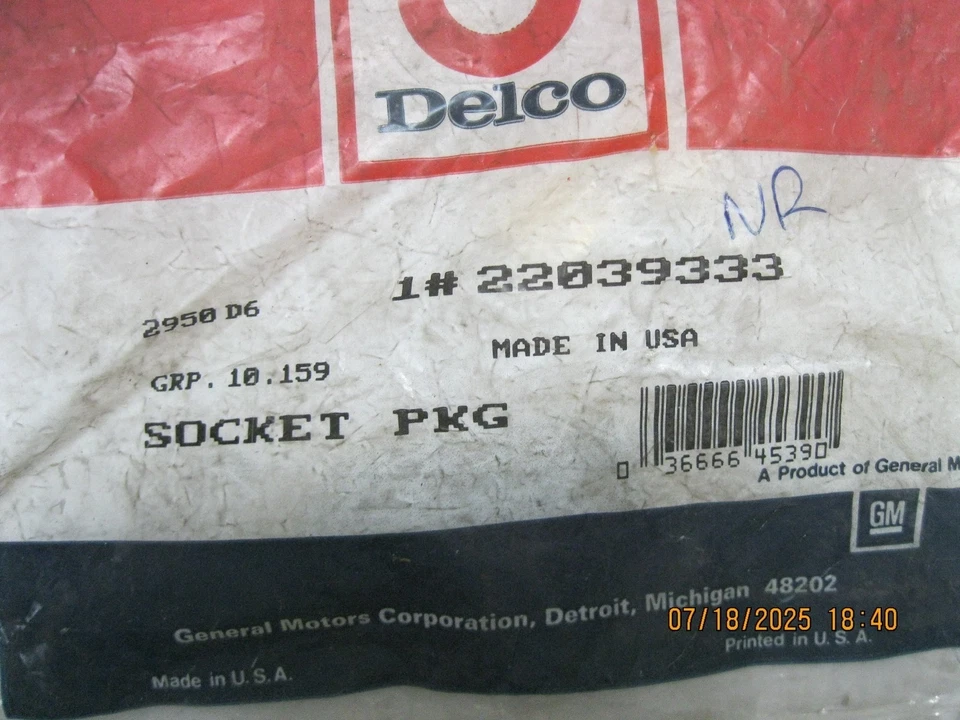 Delco
NR
1# 22039333
2950 D6
MADE IN USA
GRP. 10.159
SOCKET PKG
0 36666 45390
A Product of General M
GM
General Motors Corporation, Detroit, Michigan 48202
07/18/2025 18:40
Printed in U. S. A.
Made in U. S. A.